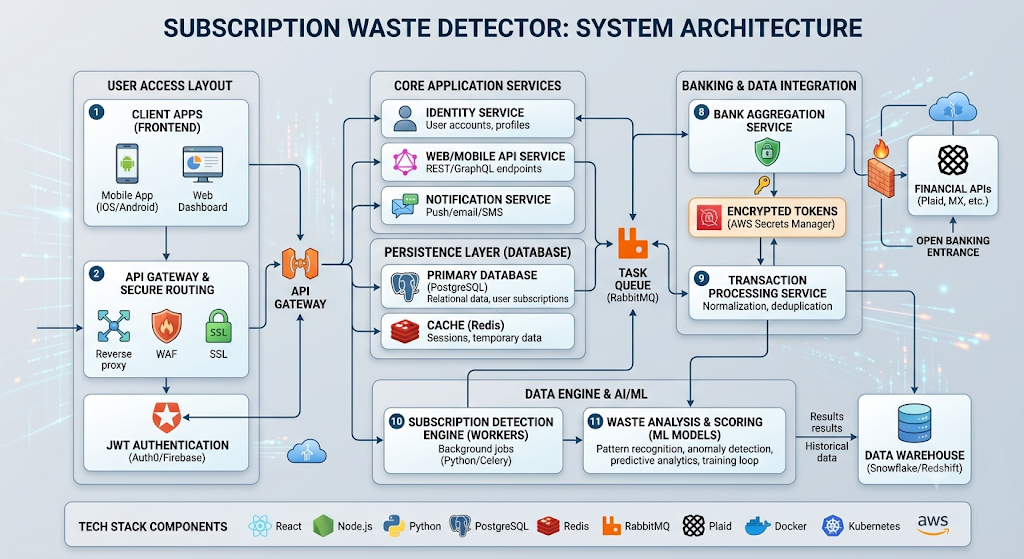 SUBSCRIPTION WASTE DETECTOR: SYSTEM ARCHITECTURE
USER ACCESS LAYOUT
1
CLIENT APPS
(FRONTEND)
Mobile App
(iOS/Android)
Web
Dashboard
2
API GATEWAY &
SECURE ROUTING
Reverse
proxy
WAF
SSL
SSL
JWT AUTHENTICATION
(Auth0/Firebase)
API
GATEWAY
CORE APPLICATION SERVICES
IDENTITY SERVICE
User accounts, profiles
WEB/MOBILE API SERVICE
REST/GraphQL endpoints
NOTIFICATION SERVICE
Push/email/SMS
PERSISTENCE LAYER (DATABASE)
PRIMARY DATABASE
(PostgreSQL)
Relational data, user subscriptions
CACHE (Redis)
Sessions, temporary data
TASK
QUEUE
(RabbitMQ)
BANKING & DATA INTEGRATION
8
BANK AGGREGATION
SERVICE
ENCRYPTED TOKENS
(AWS Secrets Manager)
9
TRANSACTION
PROCESSING SERVICE
Normalization, deduplication
FINANCIAL APIs
(Plaid, MX, etc.)
OPEN BANKING
ENTRANCE
DATA ENGINE & AI/ML
10
SUBSCRIPTION DETECTION
ENGINE (WORKERS)
Background jobs
(Python/Celery)
11
WASTE ANALYSIS & SCORING
(ML MODELS)
Pattern recognition, anomaly detection,
predictive analytics, training loop
Results
results
Historical
data
DATA WAREHOUSE
(Snowflake/Redshift)
TECH STACK COMPONENTS
React
Node.js
Python
PostgreSQL
Redis
RabbitMQ
Plaid
Docker
Kubernetes
aws